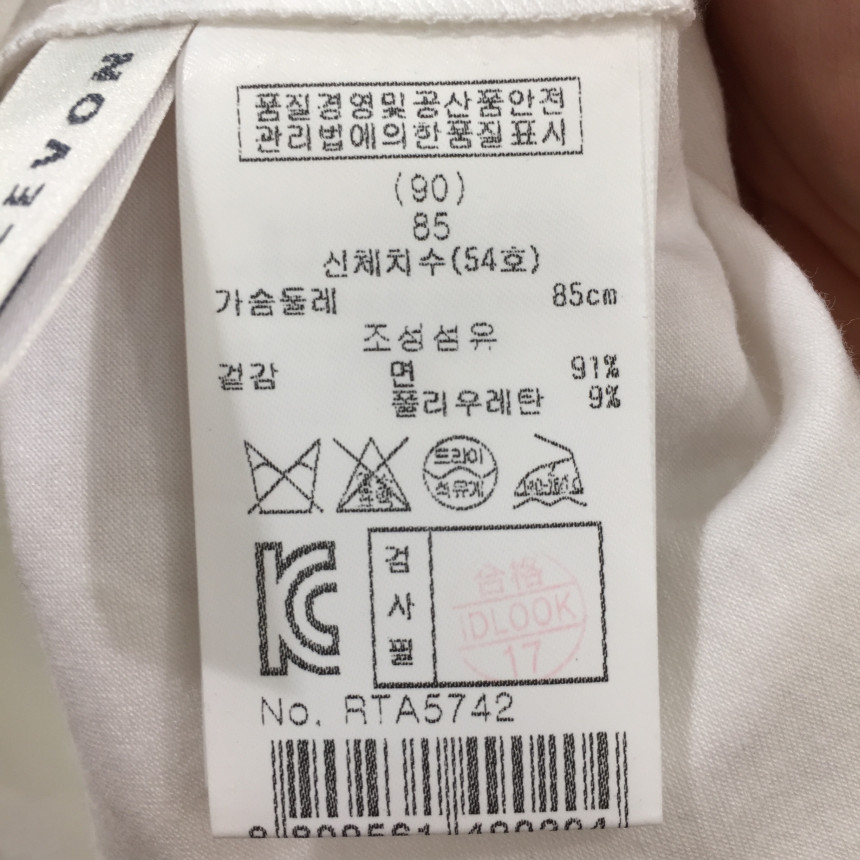 품질경영및공산품안전
관리법에의한품질표시
(90)
85
신체치수(54호)
가슴둘레 85cm
조성섬유
겉감 면 91%
폴리우레탄 9%
드라이
석유계
검사필
合格
IDLOOK
17
No. RTA5742